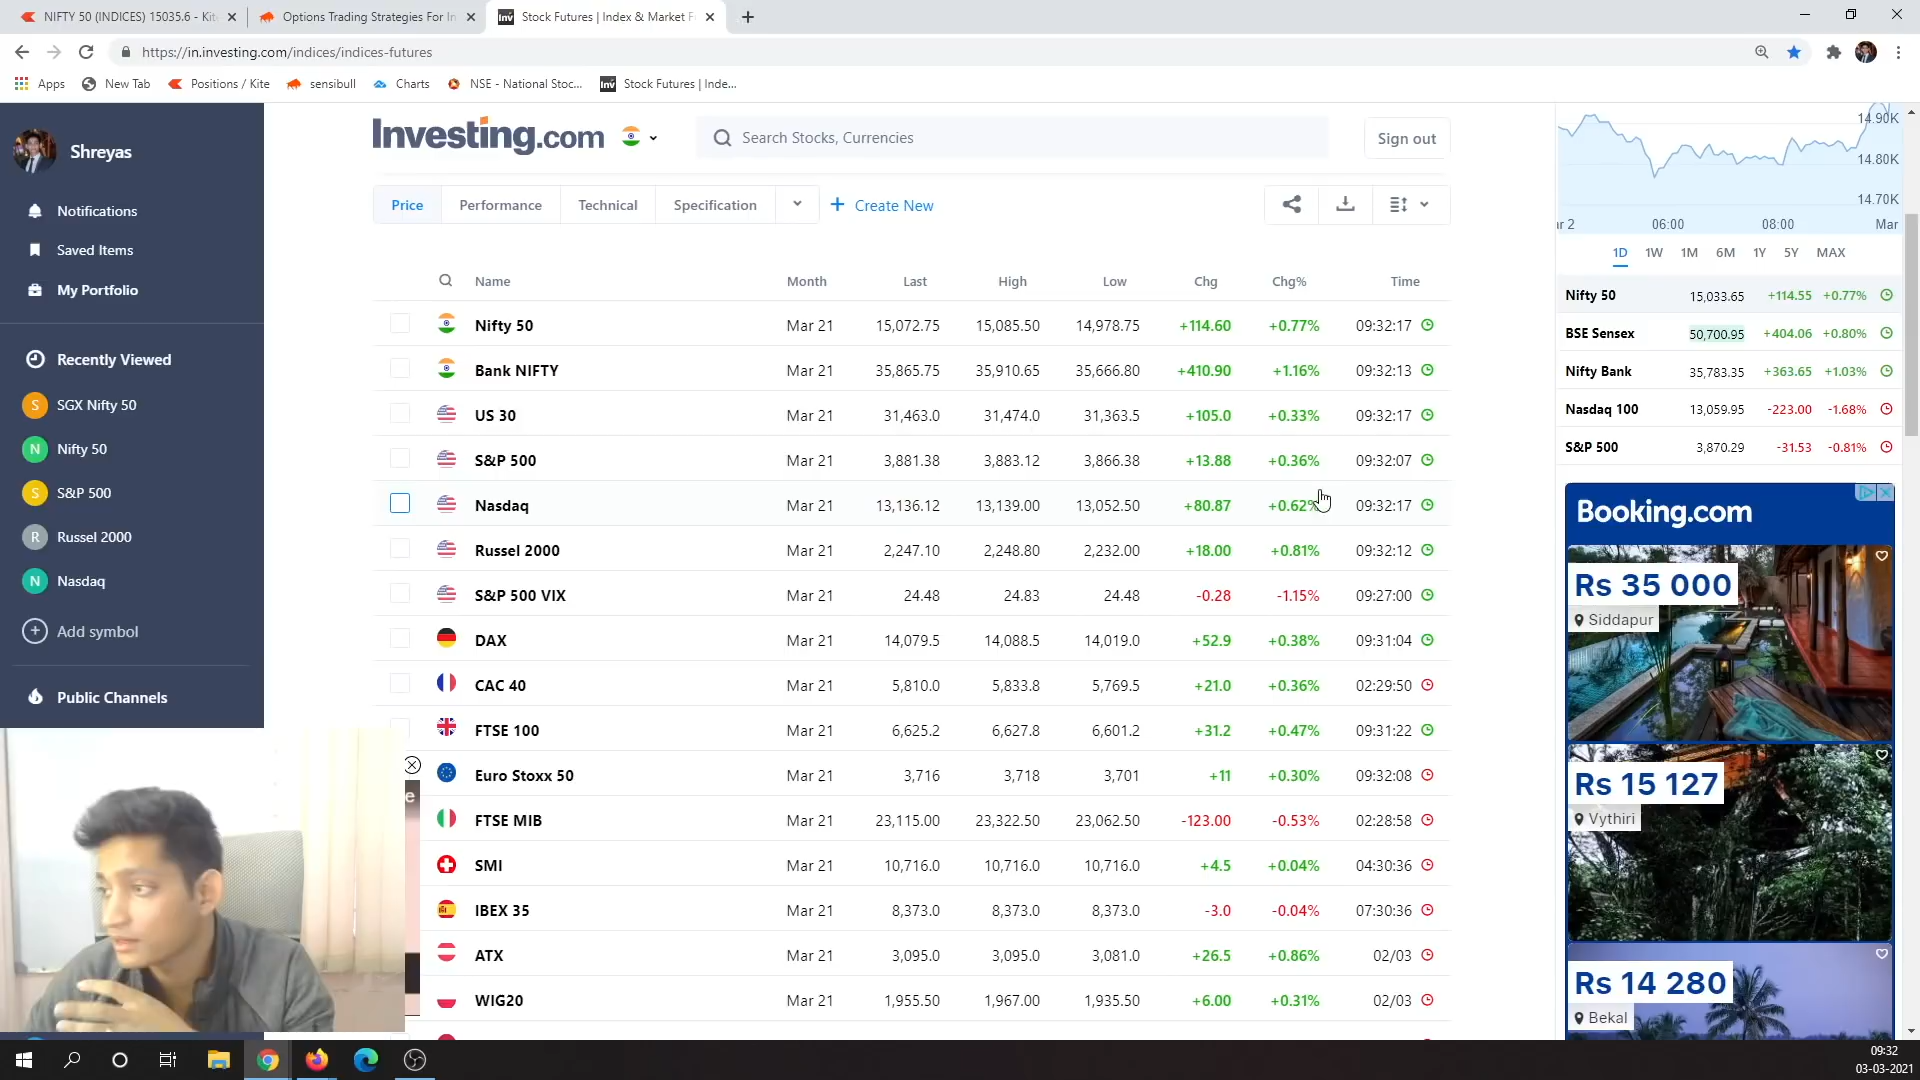 NIFTY 50 (INDICES) 15035.6 - Kit
Options Trading Strategies For In
Stock Futures | Index & Market F
https://in.investing.com/indices/indices-futures
Apps
New Tab
Positions / Kite
sensibull
Charts
NSE - National Stoc...
Inv
Stock Futures | Inde...
Shreyas
Notifications
Saved Items
My Portfolio
Recently Viewed
S SGX Nifty 50
N Nifty 50
S S&P 500
R Russel 2000
N Nasdaq
Add symbol
Public Channels
Investing.com
Search Stocks, Currencies
Sign out
Price Performance Technical Specification
+ Create New
Name Month Last High Low Chg Chg% Time
Nifty 50 Mar 21 15,072.75 15,085.50 14,978.75 +114.60 +0.77% 09:32:17
Bank NIFTY Mar 21 35,865.75 35,910.65 35,666.80 +410.90 +1.16% 09:32:13
US 30 Mar 21 31,463.0 31,474.0 31,363.5 +105.0 +0.33% 09:32:17
S&P 500 Mar 21 3,881.38 3,883.12 3,866.38 +13.88 +0.36% 09:32:07
Nasdaq Mar 21 13,136.12 13,139.00 13,052.50 +80.87 +0.62% 09:32:17
Russel 2000 Mar 21 2,247.10 2,248.80 2,232.00 +18.00 +0.81% 09:32:12
S&P 500 VIX Mar 21 24.48 24.83 24.48 -0.28 -1.15% 09:27:00
DAX Mar 21 14,079.5 14,088.5 14,019.0 +52.9 +0.38% 09:31:04
CAC 40 Mar 21 5,810.0 5,833.8 5,769.5 +21.0 +0.36% 02:29:50
FTSE 100 Mar 21 6,625.2 6,627.8 6,601.2 +31.2 +0.47% 09:31:22
Euro Stoxx 50 Mar 21 3,716 3,718 3,701 +11 +0.30% 09:32:08
FTSE MIB Mar 21 23,115.00 23,322.50 23,062.50 -123.00 -0.53% 02:28:58
SMI Mar 21 10,716.0 10,716.0 10,716.0 +4.5 +0.04% 04:30:36
IBEX 35 Mar 21 8,373.0 8,373.0 8,373.0 -3.0 -0.04% 07:30:36
ATX Mar 21 3,095.0 3,095.0 3,081.0 +26.5 +0.86% 02/03
WIG20 Mar 21 1,955.50 1,967.00 1,935.50 +6.00 +0.31% 02/03
14.90K
14.80K
14.70K
06:00 08:00 Mar
1D 1W 1M 6M 1Y 5Y MAX
Nifty 50 15,033.65 +114.55 +0.77%
BSE Sensex 50,700.95 +404.06 +0.80%
Nifty Bank 35,783.35 +363.65 +1.03%
Nasdaq 100 13,059.95 -223.00 -1.68%
S&P 500 3,870.29 -31.53 -0.81%
Booking.com
Rs 35 000
Siddapur
Rs 15 127
Vythiri
Rs 14 280
Bekal
09:32
03-03-2021